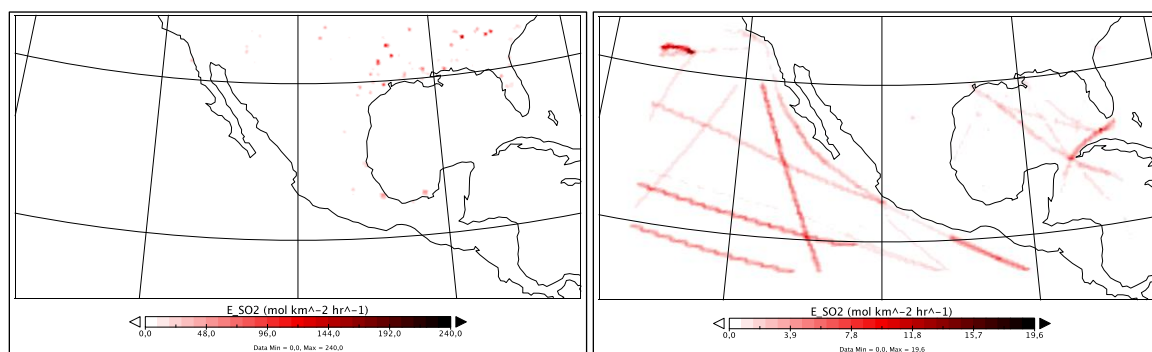 E_SO2 (mol km^-2 hr^-1)
0,0 48,0 96,0 144,0 192,0 240,0
Data Min = 0,0, Max = 240,0
E_SO2 (mol km^-2 hr^-1)
0,0 3,9 7,8 11,8 15,7 19,6
Data Min = 0,0, Max = 19,6